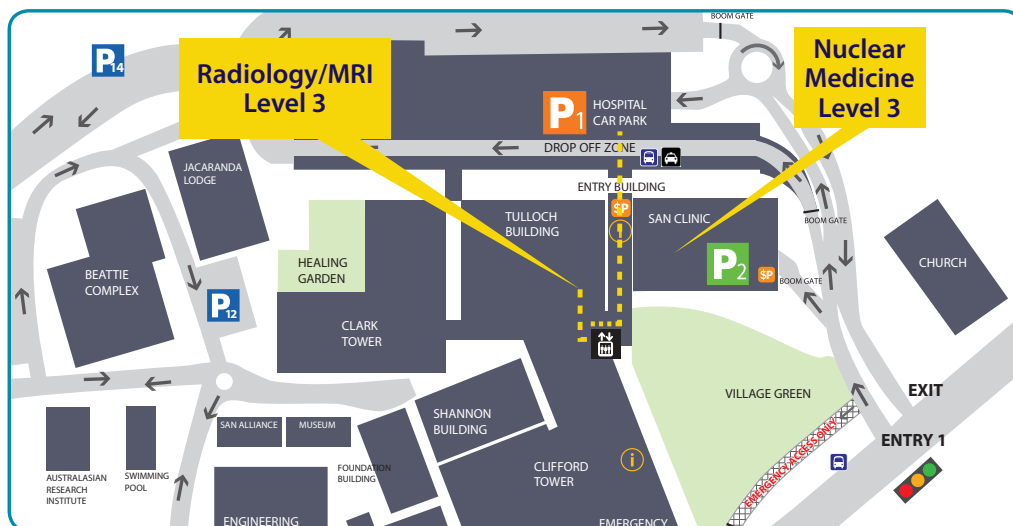 BOOM GATE
P14
Radiology/MRI
Level 3
Nuclear
Medicine
Level 3
P1
HOSPITAL
CAR PARK
DROP OFF ZONE
JACARANDA
LODGE
ENTRY BUILDING
$P
i
TULLOCH
BUILDING
SAN CLINIC
BOOM GATE
HEALING
GARDEN
P2
$P
BOOM GATE
CHURCH
BEATTIE
COMPLEX
P12
CLARK
TOWER
VILLAGE GREEN
EXIT
SHANNON
BUILDING
EMERGENCY ACCESS ONLY
ENTRY 1
SAN ALLIANCE
MUSEUM
i
CLIFFORD
TOWER
FOUNDATION
BUILDING
AUSTRALASIAN
RESEARCH
INSTITUTE
SWIMMING
POOL
ENGINEERING
EMERGENCY